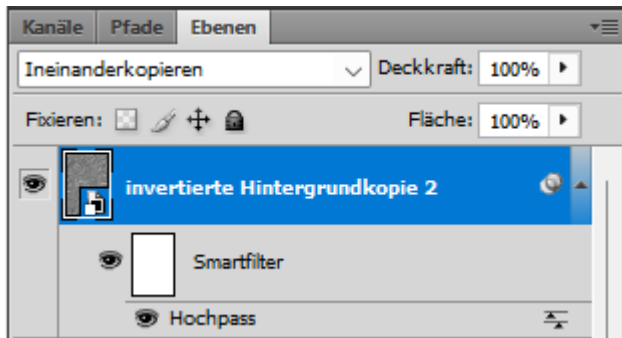 Kanäle Pfade Ebenen
Ineinanderkopieren Deckkraft: 100%
Fixieren: Fläche: 100%
invertierte Hintergrundkopie 2
Smartfilter
Hochpass